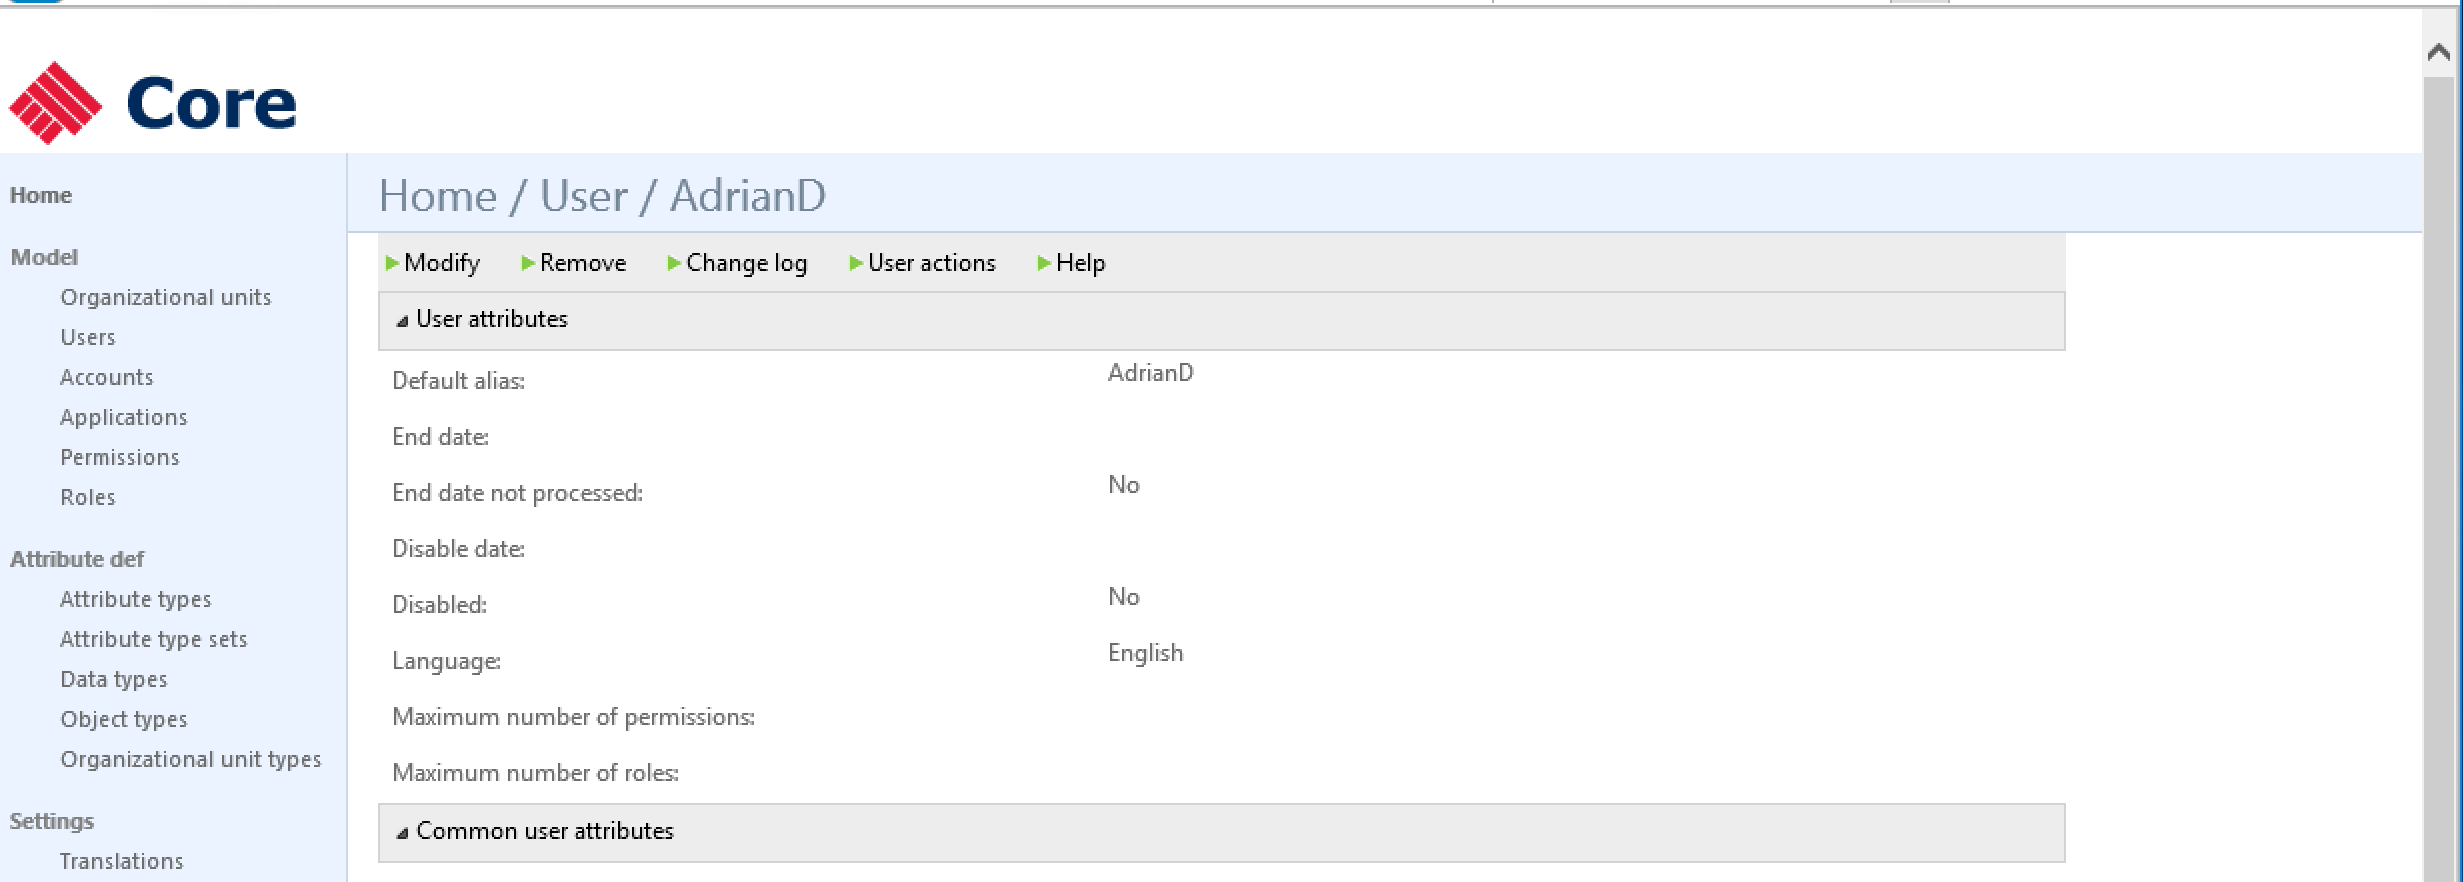 Core
Home
Model
Organizational units
Users
Accounts
Applications
Permissions
Roles
Attribute def
Attribute types
Attribute type sets
Data types
Object types
Organizational unit types
Settings
Translations
Home / User / AdrianD
Modify Remove Change log User actions Help
User attributes
Default alias: AdrianD
End date:
End date not processed: No
Disable date:
Disabled: No
Language: English
Maximum number of permissions:
Maximum number of roles:
Common user attributes